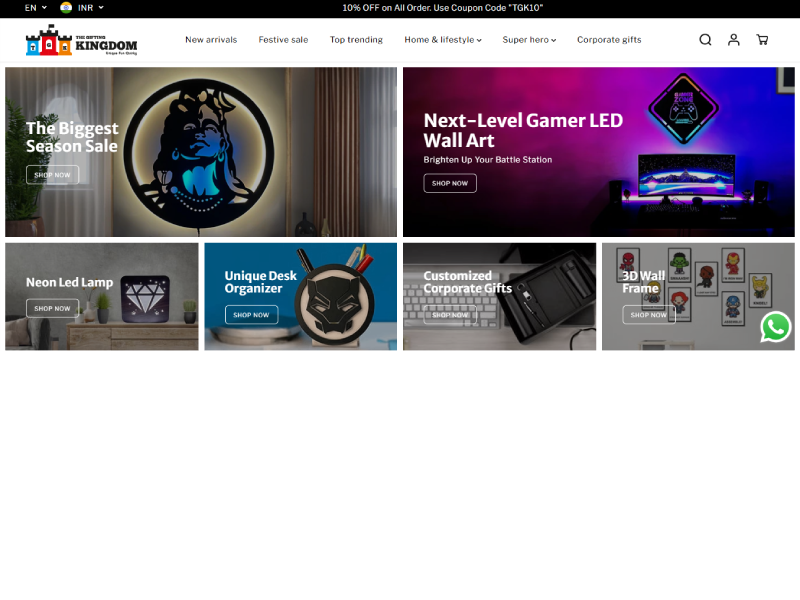 EN
INR
10% OFF on All Order. Use Coupon Code "TGK10"
THE GIFTING
KINGDOM
New arrivals
Festive sale
Top trending
Home & lifestyle
Super hero
Corporate gifts
The Biggest
Season Sale
SHOP NOW
Next-Level Gamer LED
Wall Art
Brighten Up Your Battle Station
SHOP NOW
Neon Led Lamp
SHOP NOW
Unique Desk
Organizer
SHOP NOW
Customized
Corporate Gifts
SHOP NOW
3D Wall
Frame
SHOP NOW